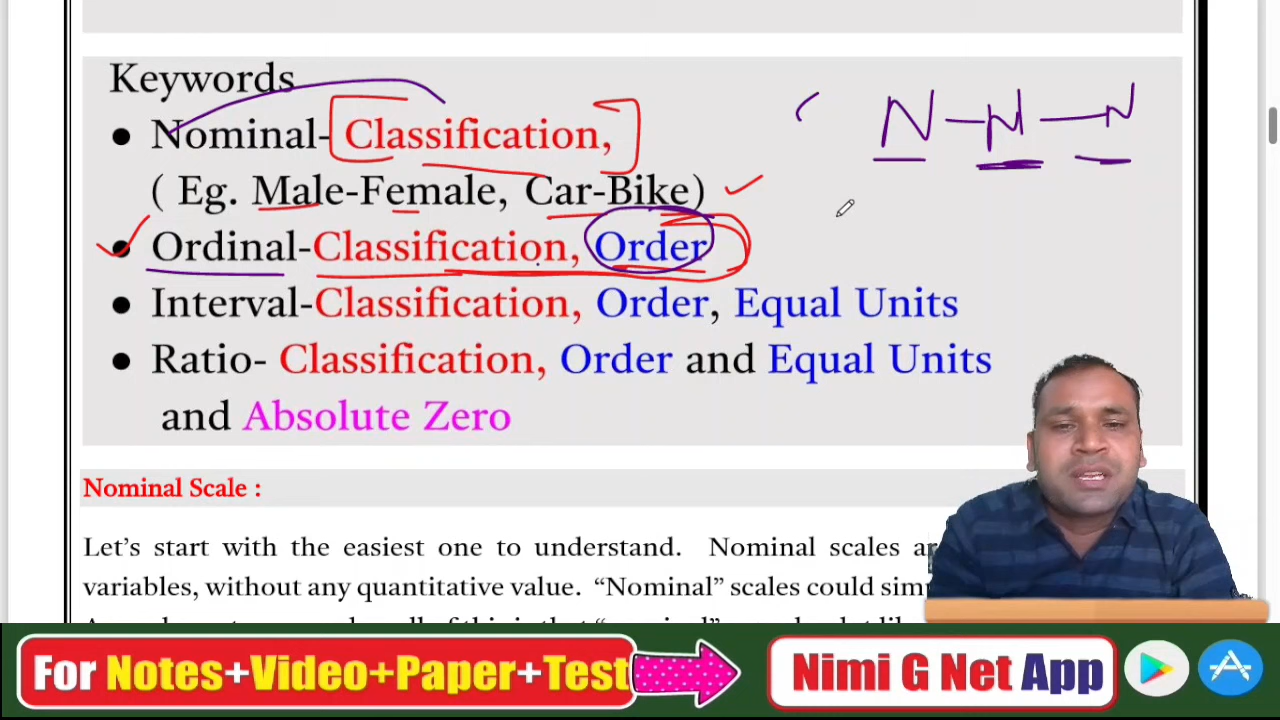 Keywords
• Nominal- Classification,
( Eg. Male-Female, Car-Bike)
• Ordinal-Classification, Order
• Interval-Classification, Order, Equal Units
• Ratio- Classification, Order and Equal Units
and Absolute Zero
N - N - N
Nominal Scale :
Let’s start with the easiest one to understand. Nominal scales
variables, without any quantitative value. “Nominal” scales could
For Notes+Video+Paper+Test
Nimi G Net App